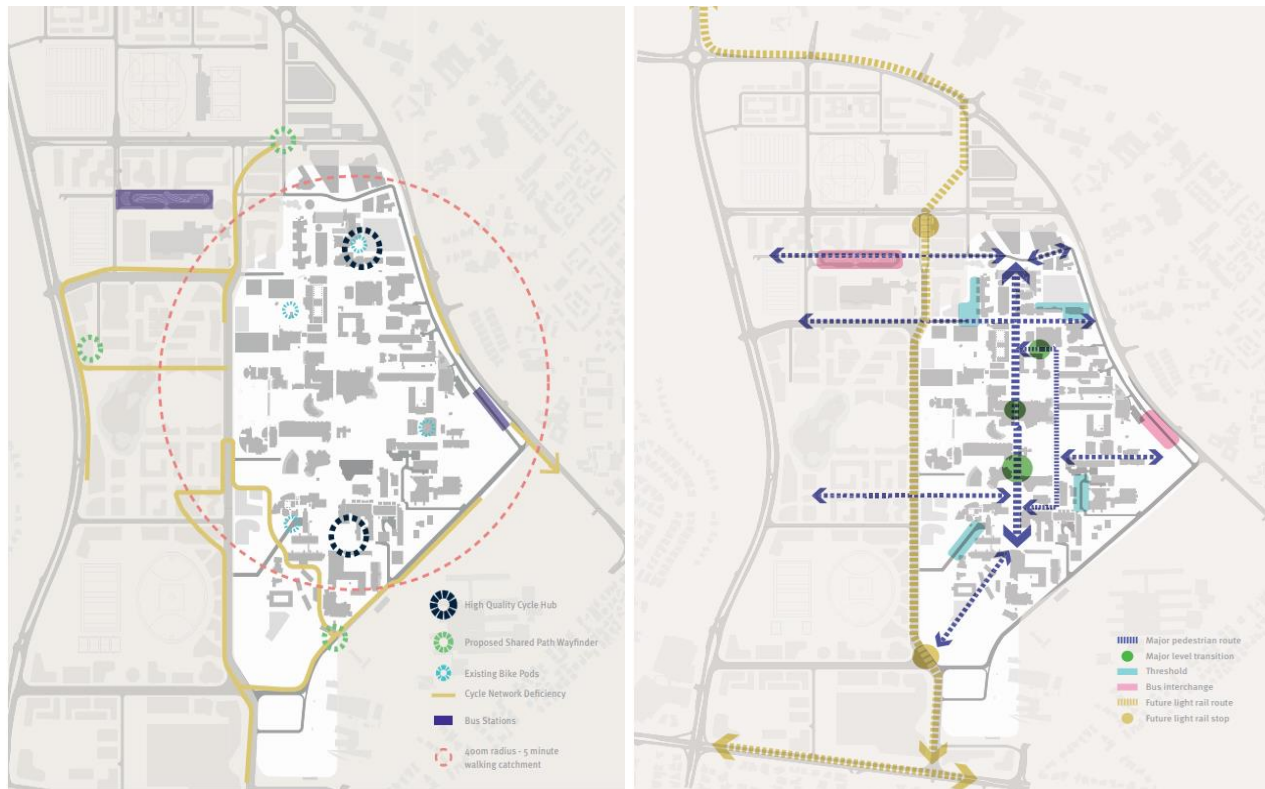 High Quality Cycle Hub
Proposed Shared Path Wayfinder
Existing Bike Pods
Cycle Network Deficiency
Bus Stations
400m radius - 5 minute
walking catchment
Major pedestrian route
Major level transition
Threshold
Bus interchange
Future light rail route
Future light rail stop